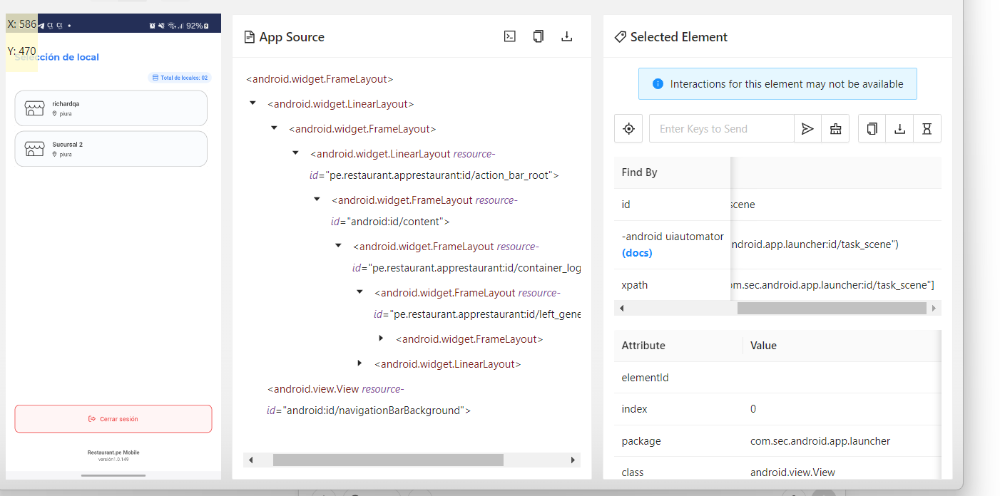 X: 586
92%
Y: 470
Selección de local
Total de locales: 02
richardqa
piura
Sucursal 2
piura
Cerrar sesión
Restaurant.pe Mobile
versión1.0.149
App Source
<android.widget.FrameLayout>
<android.widget.LinearLayout>
<android.widget.FrameLayout>
<android.widget.LinearLayout resource-
id="pe.restaurant.apprestaurant:id/action_bar_root">
<android.widget.FrameLayout resource-
id="android:id/content">
<android.widget.FrameLayout resource-
id="pe.restaurant.apprestaurant:id/container_log
<android.widget.FrameLayout resource-
id="pe.restaurant.apprestaurant:id/left_gene
<android.widget.FrameLayout>
<android.widget.LinearLayout>
<android.view.View resource-
id="android:id/navigationBarBackground">
Selected Element
Interactions for this element may not be available
Enter Keys to Send
Find By
id
scene
-android uiautomator
(docs)
ndroid.app.launcher:id/task_scene")
xpath
om.sec.android.app.launcher:id/task_scene"]
Attribute Value
elementId
index 0
package com.sec.android.app.launcher
class android.view.View